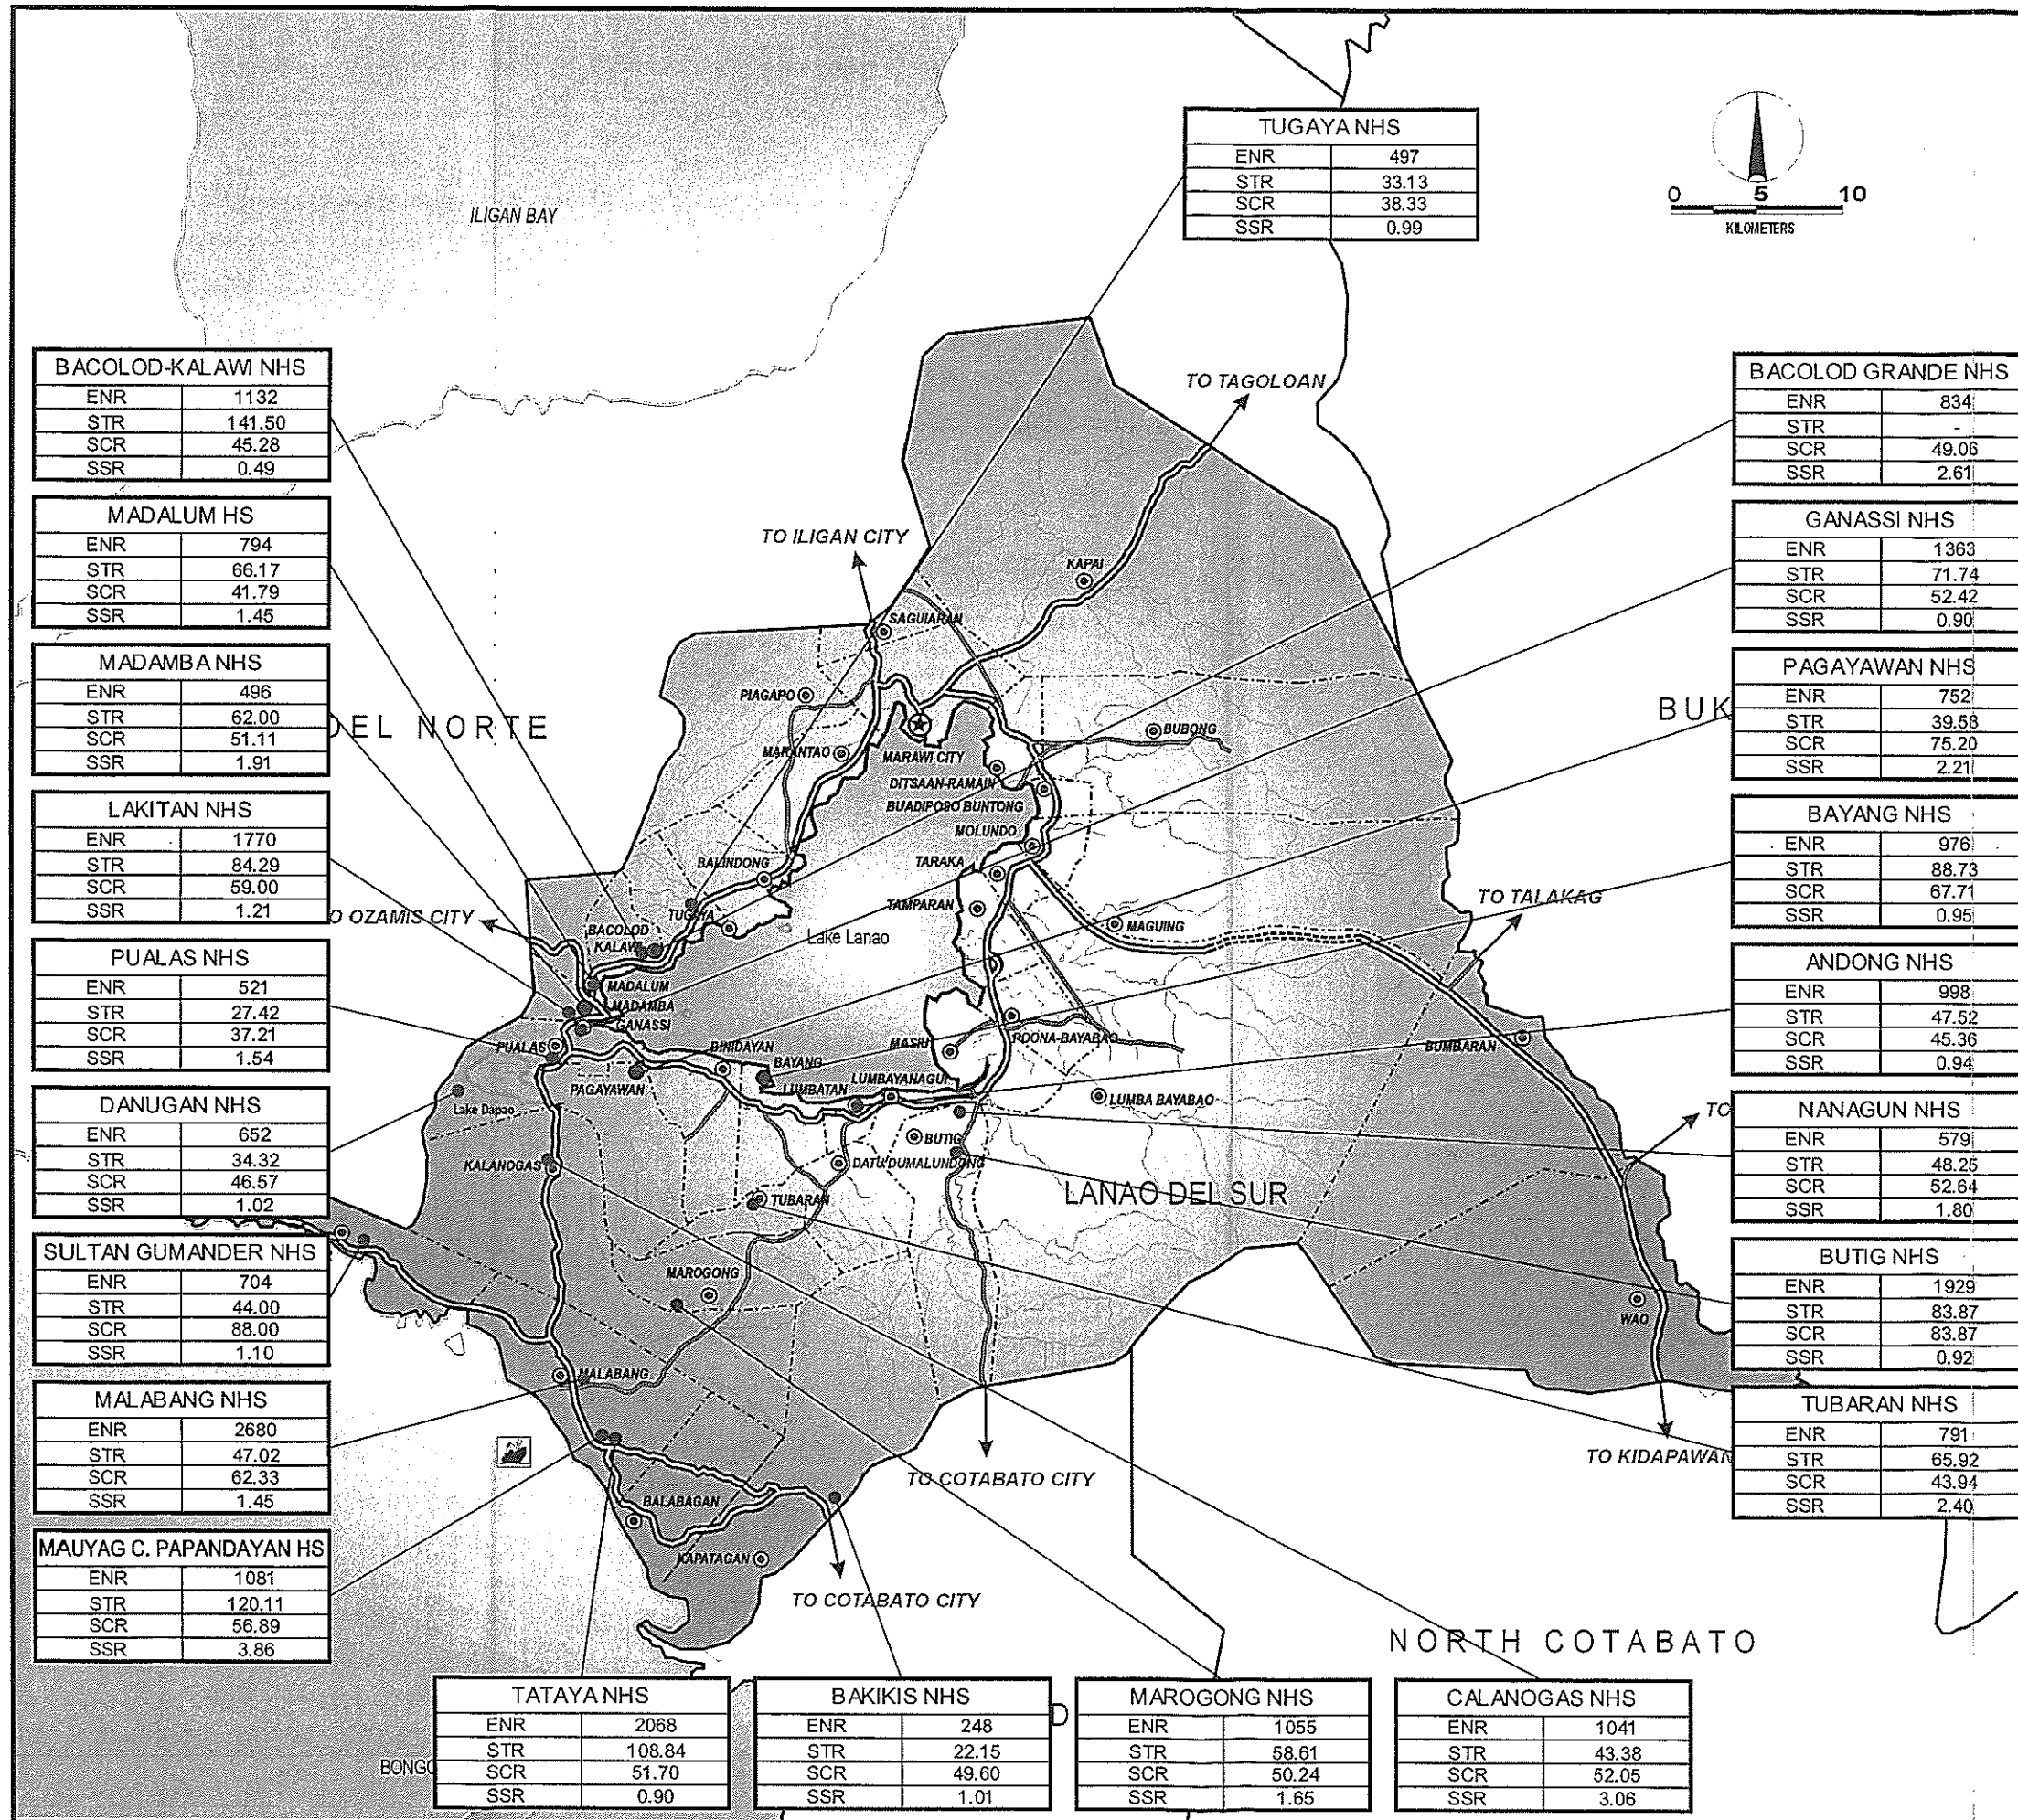 TUGAYA NHS
ENR 497
STR 33.13
SCR 38.33
SSR 0.99
0 5 10
KILOMETERS
ILIGAN BAY
BACOLOD-KALAWI NHS
ENR 1132
STR 141.50
SCR 45.28
SSR 0.49
MADALUM HS
ENR 794
STR 66.17
SCR 41.79
SSR 1.45
MADAMBA NHS
ENR 496
STR 62.00
SCR 51.11
SSR 1.91
LAKITAN NHS
ENR 1770
STR 84.29
SCR 59.00
SSR 1.21
PUALAS NHS
ENR 521
STR 27.42
SCR 37.21
SSR 1.54
DANUGAN NHS
ENR 652
STR 34.32
SCR 46.57
SSR 1.02
SULTAN GUMANDER NHS
ENR 704
STR 44.00
SCR 88.00
SSR 1.10
MALABANG NHS
ENR 2680
STR 47.02
SCR 62.33
SSR 1.45
MAUYAG C. PAPANDAYAN HS
ENR 1081
STR 120.11
SCR 56.89
SSR 3.86
BACOLOD GRANDE NHS
ENR 834
STR -
SCR 49.06
SSR 2.61
GANASSI NHS
ENR 1363
STR 71.74
SCR 52.42
SSR 0.90
PAGAYAWAN NHS
ENR 752
STR 39.58
SCR 75.20
SSR 2.21
BAYANG NHS
ENR 976
STR 88.73
SCR 67.71
SSR 0.95
ANDONG NHS
ENR 998
STR 47.52
SCR 45.36
SSR 0.94
NANAGUN NHS
ENR 579
STR 48.25
SCR 52.64
SSR 1.80
BUTIG NHS
ENR 1929
STR 83.87
SCR 83.87
SSR 0.92
TUBARAN NHS
ENR 791
STR 65.92
SCR 43.94
SSR 2.40
TATAYA NHS
ENR 2068
STR 108.84
SCR 51.70
SSR 0.90
BAKIKIS NHS
ENR 248
STR 22.15
SCR 49.60
SSR 1.01
MAROGONG NHS
ENR 1055
STR 58.61
SCR 50.24
SSR 1.65
CALANOGAS NHS
ENR 1041
STR 43.38
SCR 52.05
SSR 3.06
TO TAGOLOAN
TO ILIGAN CITY
KAPAI
SAGUIARAN
PIAGAPO
DEL NORTE
BUK
BUBONG
MARANTAO
MARAWI CITY
DITSAAN-RAMAIN
BUADIPOSO BUNTONG
MOLUNDO
BALINDONG
TARAKA
TAMPARAN
TO TALAKAG
O OZAMIS CITY
TUGAYA
BACOLOD
KALAWI
Lake Lanao
MAGUING
MADALUM
MADAMBA
GANASSI
PUALAS
BINIDAYAN
BAYANG
MASIU
POONA-BAYABAO
BUMBARAN
PAGAYAWAN
LUMBATAN
LUMBAYANAGUI
LUMBA BAYABAO
Lake Dapao
TO
BUTIG
KALANOGAS
DATU DUMALUNDONG
TUBARAN
LANAO DEL SUR
MAROGONG
WAO
MALABANG
TO COTABATO CITY
TO KIDAPAWAN
BALABAGAN
KAPATAGAN
TO COTABATO CITY
NORTH COTABATO
BONGO